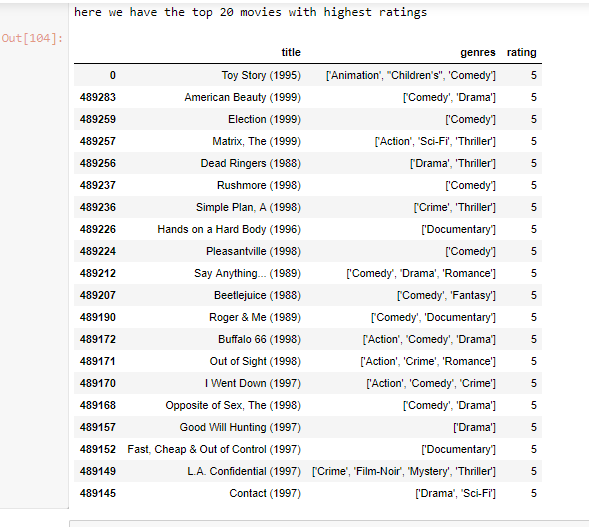 here we have the top 20 movies with highest ratings
Out[104]:
title genres rating
0 Toy Story (1995) ['Animation', "Children's", 'Comedy'] 5
489283 American Beauty (1999) ['Comedy', 'Drama'] 5
489259 Election (1999) ['Comedy'] 5
489257 Matrix, The (1999) ['Action', 'Sci-Fi', 'Thriller'] 5
489256 Dead Ringers (1988) ['Drama', 'Thriller'] 5
489237 Rushmore (1998) ['Comedy'] 5
489236 Simple Plan, A (1998) ['Crime', 'Thriller'] 5
489226 Hands on a Hard Body (1996) ['Documentary'] 5
489224 Pleasantville (1998) ['Comedy'] 5
489212 Say Anything... (1989) ['Comedy', 'Drama', 'Romance'] 5
489207 Beetlejuice (1988) ['Comedy', 'Fantasy'] 5
489190 Roger & Me (1989) ['Comedy', 'Documentary'] 5
489172 Buffalo 66 (1998) ['Action', 'Comedy', 'Drama'] 5
489171 Out of Sight (1998) ['Action', 'Crime', 'Romance'] 5
489170 I Went Down (1997) ['Action', 'Comedy', 'Crime'] 5
489168 Opposite of Sex, The (1998) ['Comedy', 'Drama'] 5
489157 Good Will Hunting (1997) ['Drama'] 5
489152 Fast, Cheap & Out of Control (1997) ['Documentary'] 5
489149 L.A. Confidential (1997) ['Crime', 'Film-Noir', 'Mystery', 'Thriller'] 5
489145 Contact (1997) ['Drama', 'Sci-Fi'] 5